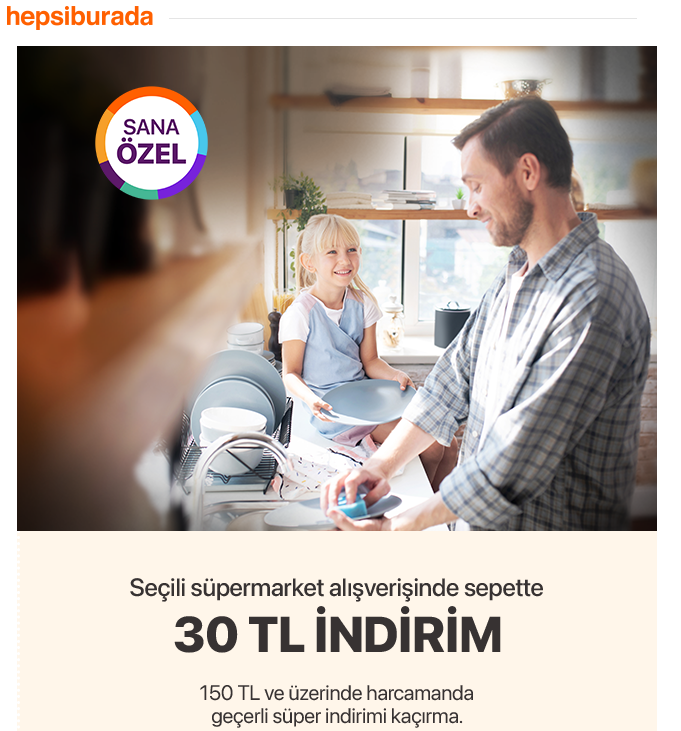 hepsiburada
SANA
ÖZEL
Seçili süpermarket alışverişinde sepette
30 TL İNDİRİM
150 TL ve üzerinde harcamanda
geçerli süper indirimi kaçırma.